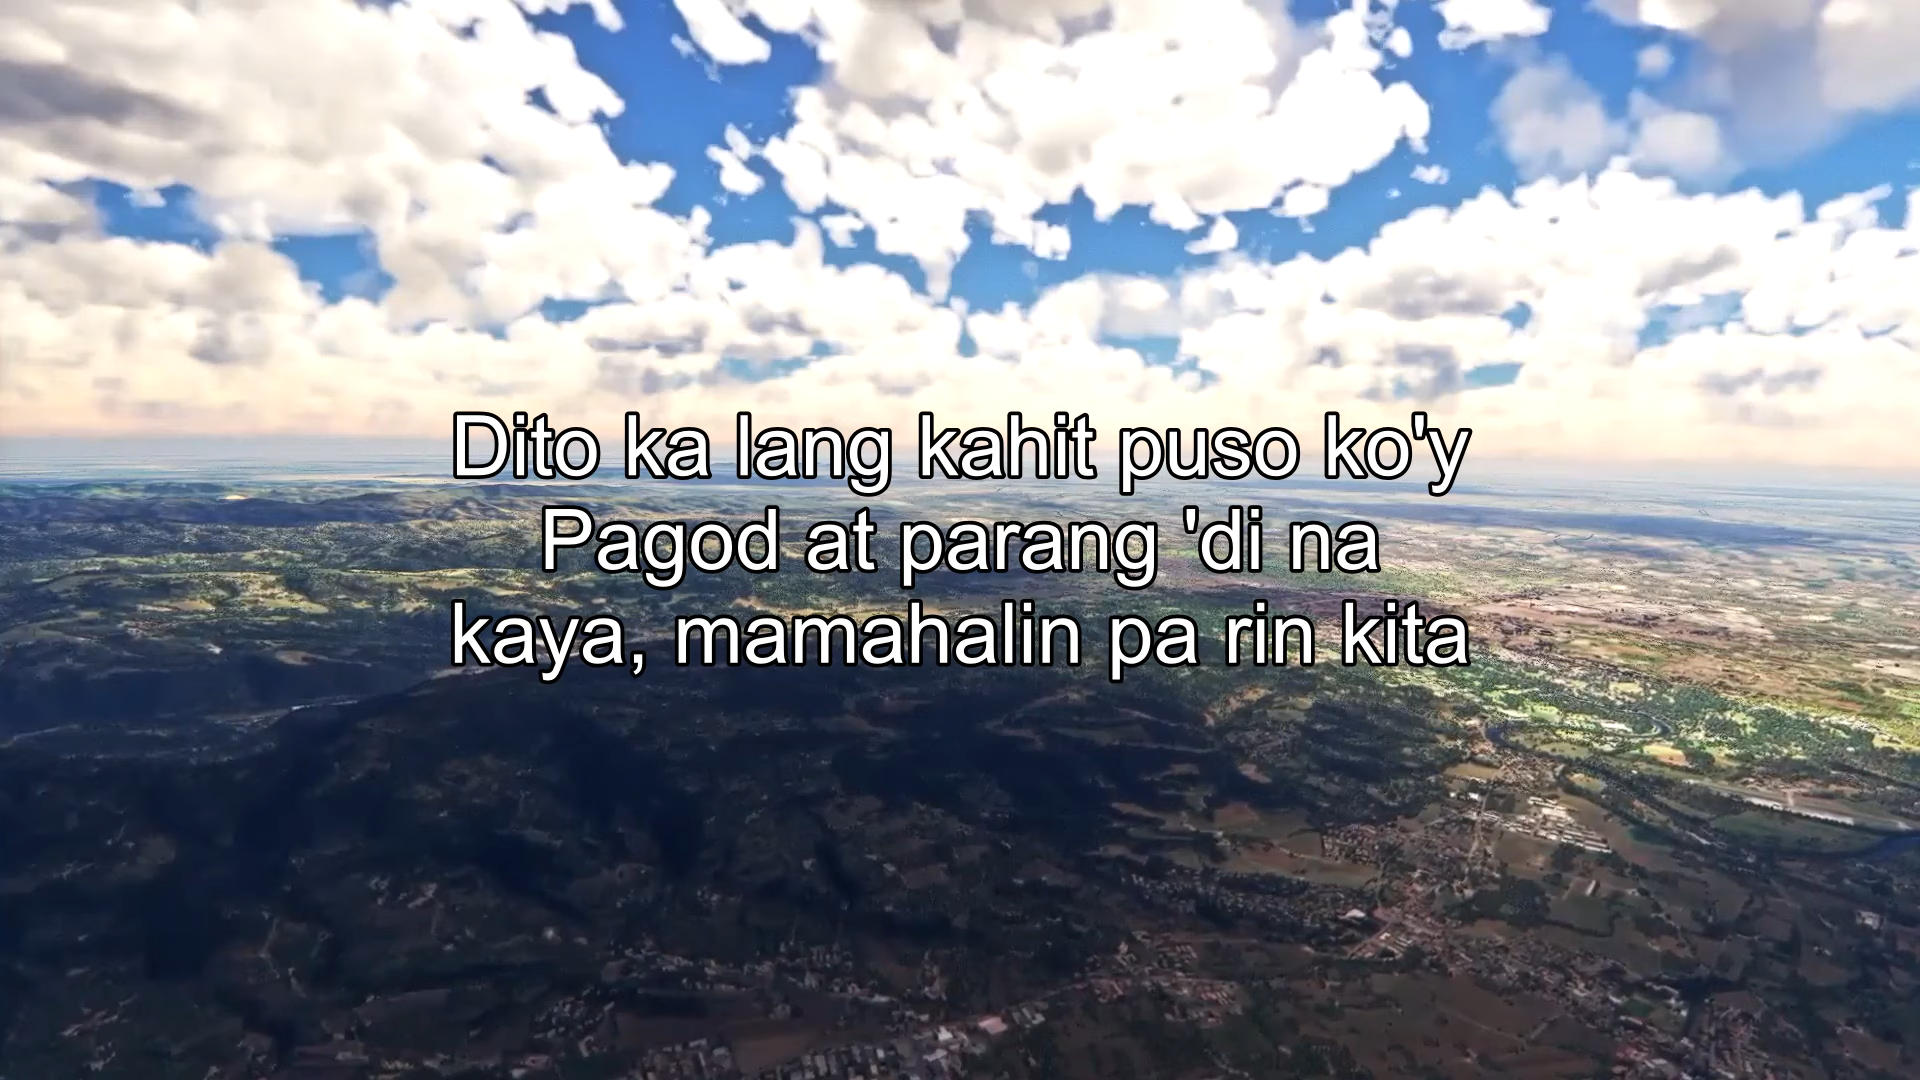 Dito ka lang kahit puso ko'y
Pagod at parang 'di na
kaya, mamahalin pa rin kita